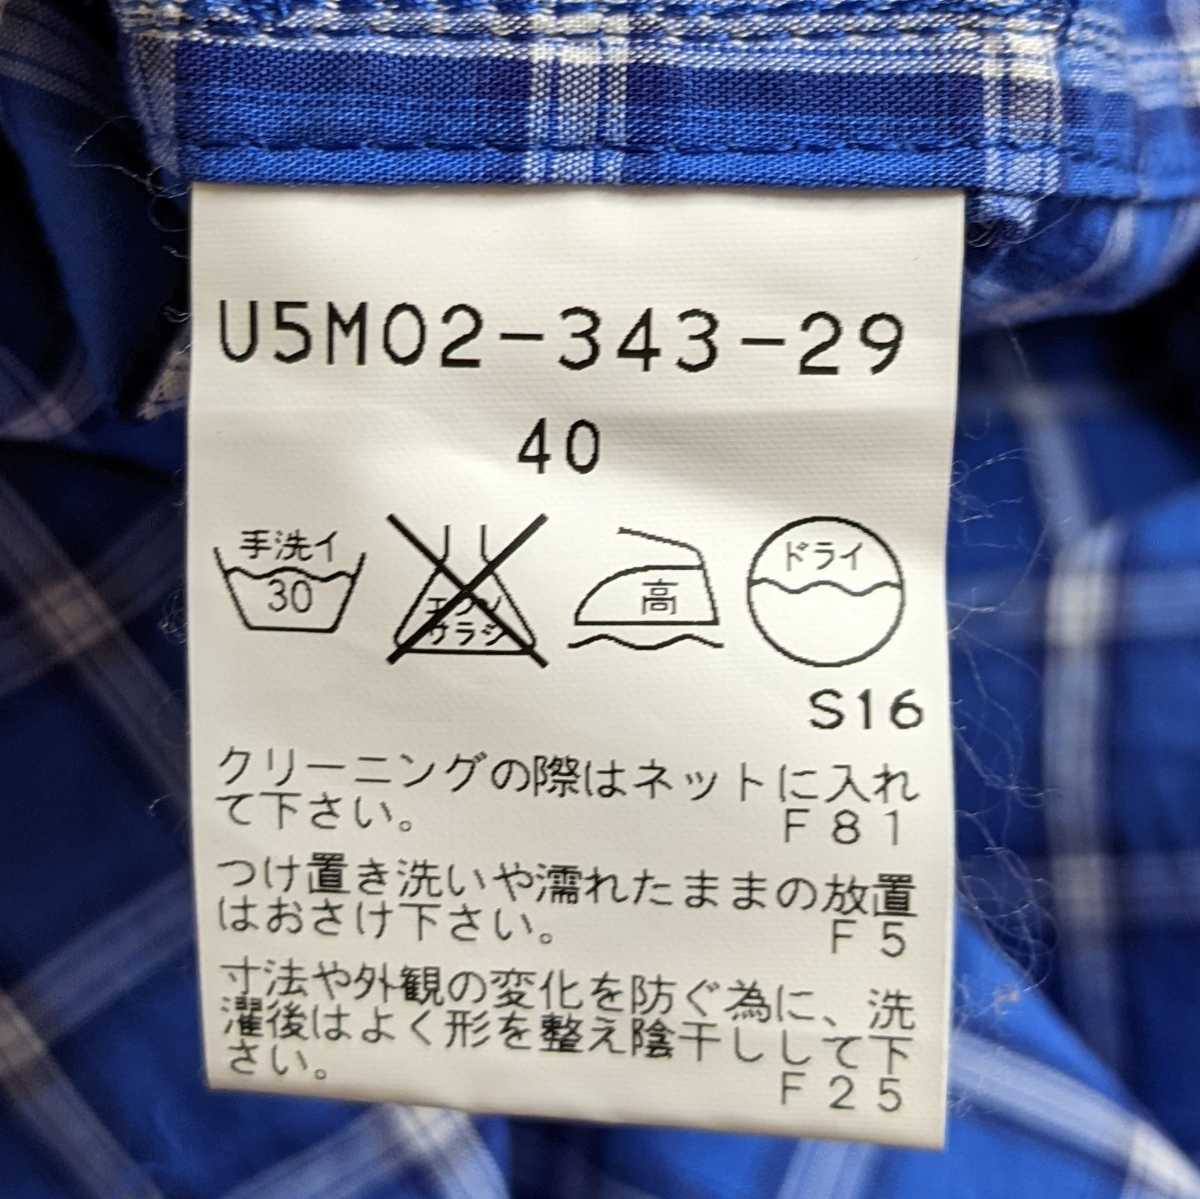 U5M02-343-29
40
手洗イ
30
エンソ
サラシ
高
ドライ
S16
クリーニングの際はネットに入れ
て下さい。
F81
つけ置き洗いや濡れたままの放置
はおさけ下さい。
F5
寸法や外観の変化を防ぐ為に、洗
濯後はよく形を整え陰干しして下
さい。
F25